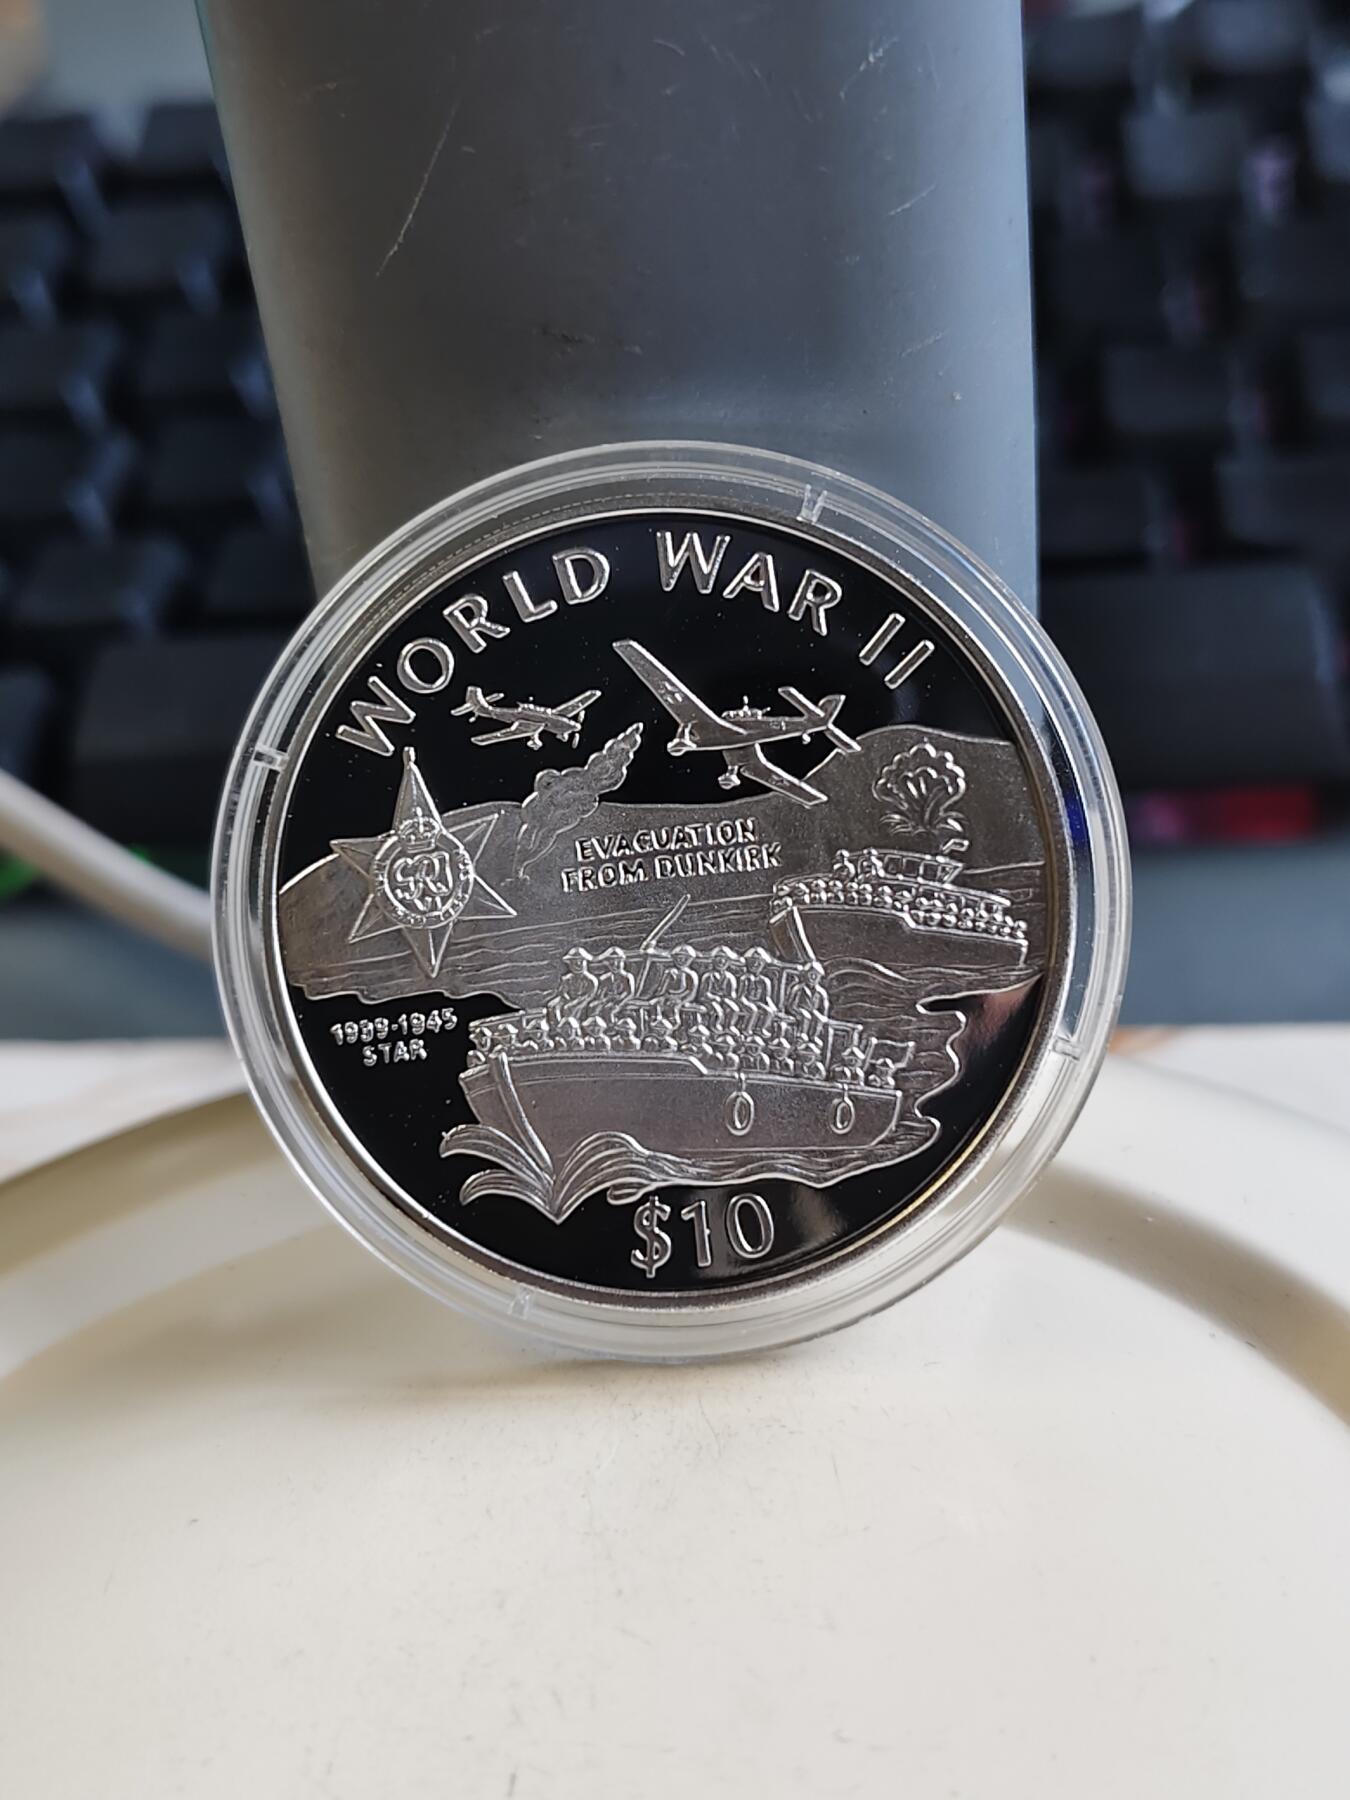 WORLD WAR II
EVACUATION
FROM DUNKIRK
1939-1945
STAR
$10